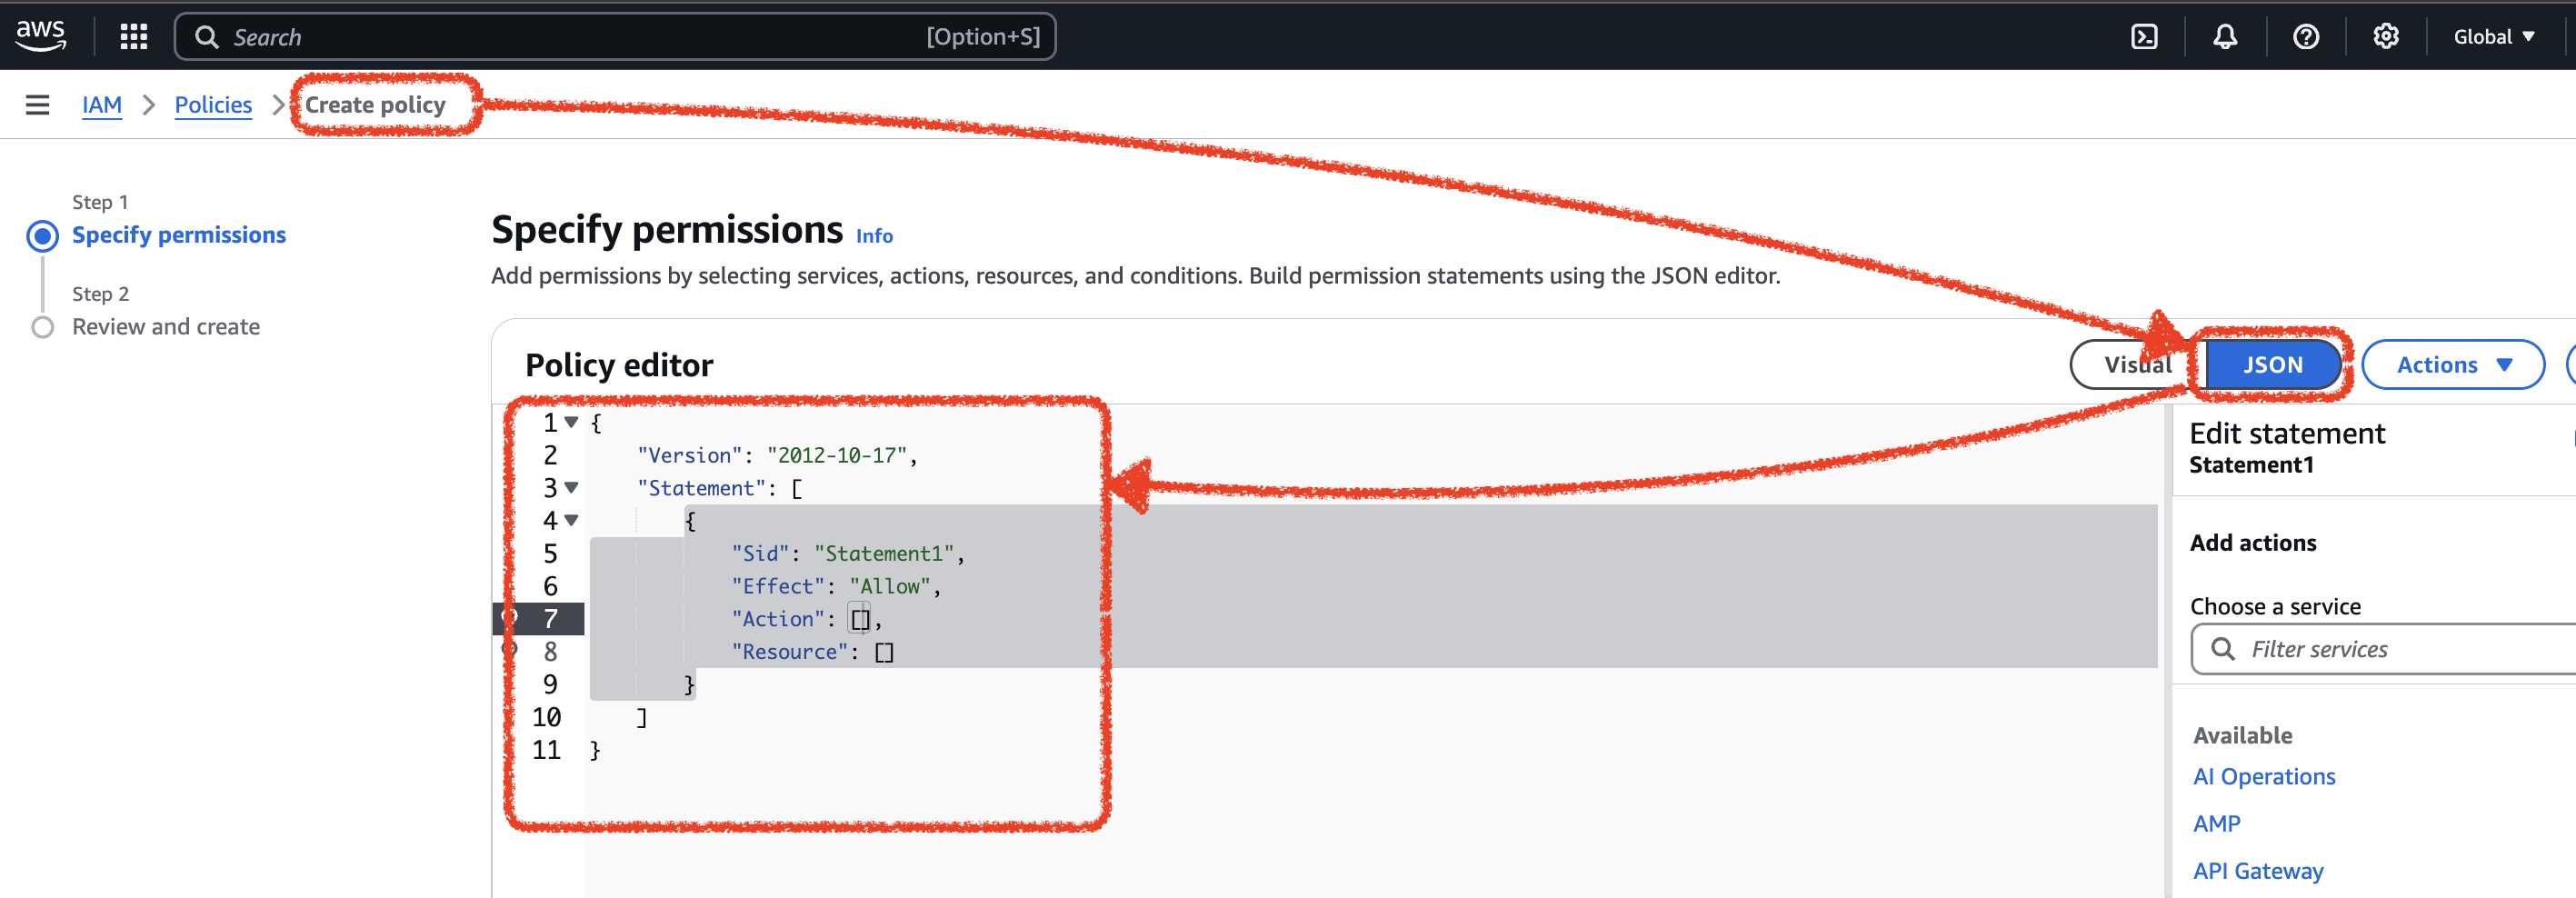 aws
Search [Option+S] Global
IAM > Policies > Create policy
Step 1
Specify permissions
Step 2
Review and create
Specify permissions Info
Add permissions by selecting services, actions, resources, and conditions. Build permission statements using the JSON editor.
Policy editor
Visual JSON Actions
1 {
2 "Version": "2012-10-17",
3 "Statement": [
4 {
5 "Sid": "Statement1",
6 "Effect": "Allow",
7 "Action": [],
8 "Resource": []
9 }
10 ]
11 }
Edit statement
Statement1
Add actions
Choose a service
Filter services
Available
AI Operations
AMP
API Gateway